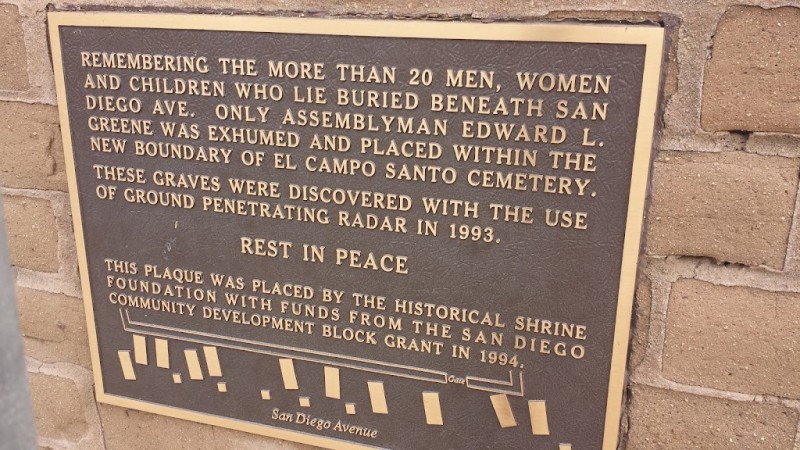 REMEMBERING THE MORE THAN 20 MEN, WOMEN
AND CHILDREN WHO LIE BURIED BENEATH SAN
DIEGO AVE. ONLY ASSEMBLYMAN EDWARD L.
GREENE WAS EXHUMED AND PLACED WITHIN THE
NEW BOUNDARY OF EL CAMPO SANTO CEMETERY.
THESE GRAVES WERE DISCOVERED WITH THE USE
OF GROUND PENETRATING RADAR IN 1993.
REST IN PEACE
THIS PLAQUE WAS PLACED BY THE HISTORICAL SHRINE
FOUNDATION WITH FUNDS FROM THE SAN DIEGO
COMMUNITY DEVELOPMENT BLOCK GRANT IN 1994.
Gate
San Diego Avenue